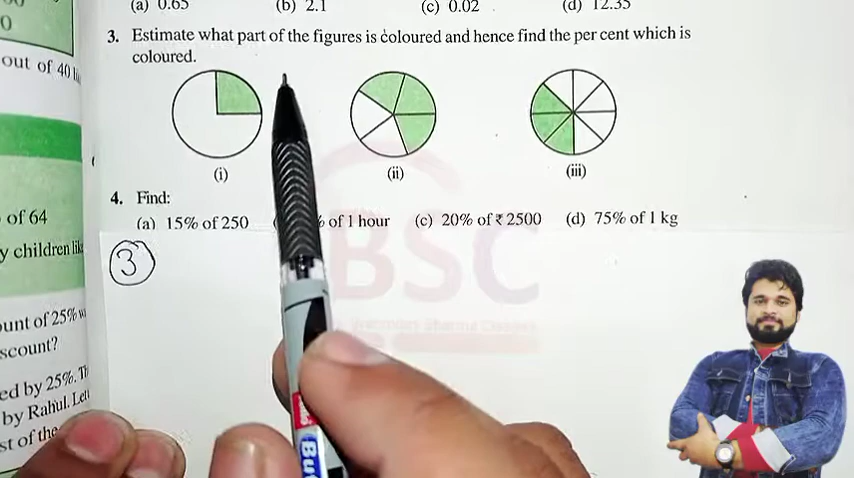 (a) 0.65 (b) 2.1 (c) 0.02 (d) 12.35
3. Estimate what part of the figures is coloured and hence find the per cent which is
coloured.
(i) (ii) (iii)
4. Find:
(a) 15% of 250 % of 1 hour (c) 20% of ₹ 2500 (d) 75% of 1 kg
3
0
out of 40
of 64
y children
ount of 25%
scount?
ed by 25%.
by Rahul.
st of the
BSC